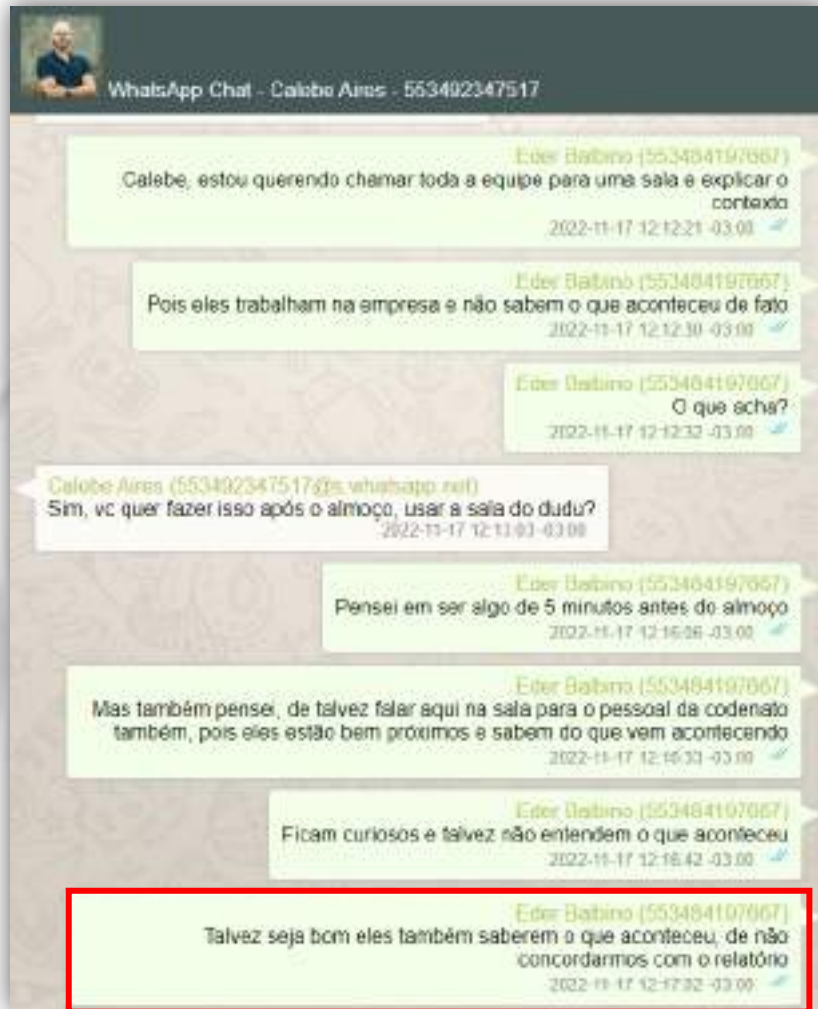 WhatsApp Chat - Calebe Aires - 553492347517
Eder Balbino (553484197667)
Calebe, estou querendo chamar toda a equipe para uma sala e explicar o
contexto
2022-11-17 12:12:21 -03:00
Eder Balbino (553484197667)
Pois eles trabalham na empresa e não sabem o que aconteceu de fato
2022-11-17 12:12:30 -03:00
Eder Balbino (553484197667)
O que acha?
2022-11-17 12:12:32 -03:00
Calebe Aires (553492347517@s.whatsapp.net)
Sim, vc quer fazer isso após o almoço, usar a sala do dudu?
2022-11-17 12:13:03 -03:00
Eder Balbino (553484197667)
Pensei em ser algo de 5 minutos antes do almoço
2022-11-17 12:16:06 -03:00
Eder Balbino (553484197667)
Mas também pensei, de talvez falar aqui na sala para o pessoal da codenato
também, pois eles estão bem próximos e sabem do que vem acontecendo
2022-11-17 12:16:33 -03:00
Eder Balbino (553484197667)
Ficam curiosos e talvez não entendem o que aconteceu
2022-11-17 12:16:42 -03:00
Eder Balbino (553484197667)
Talvez seja bom eles também saberem o que aconteceu, de não
concordarmos com o relatório
2022-11-17 12:17:02 -03:00